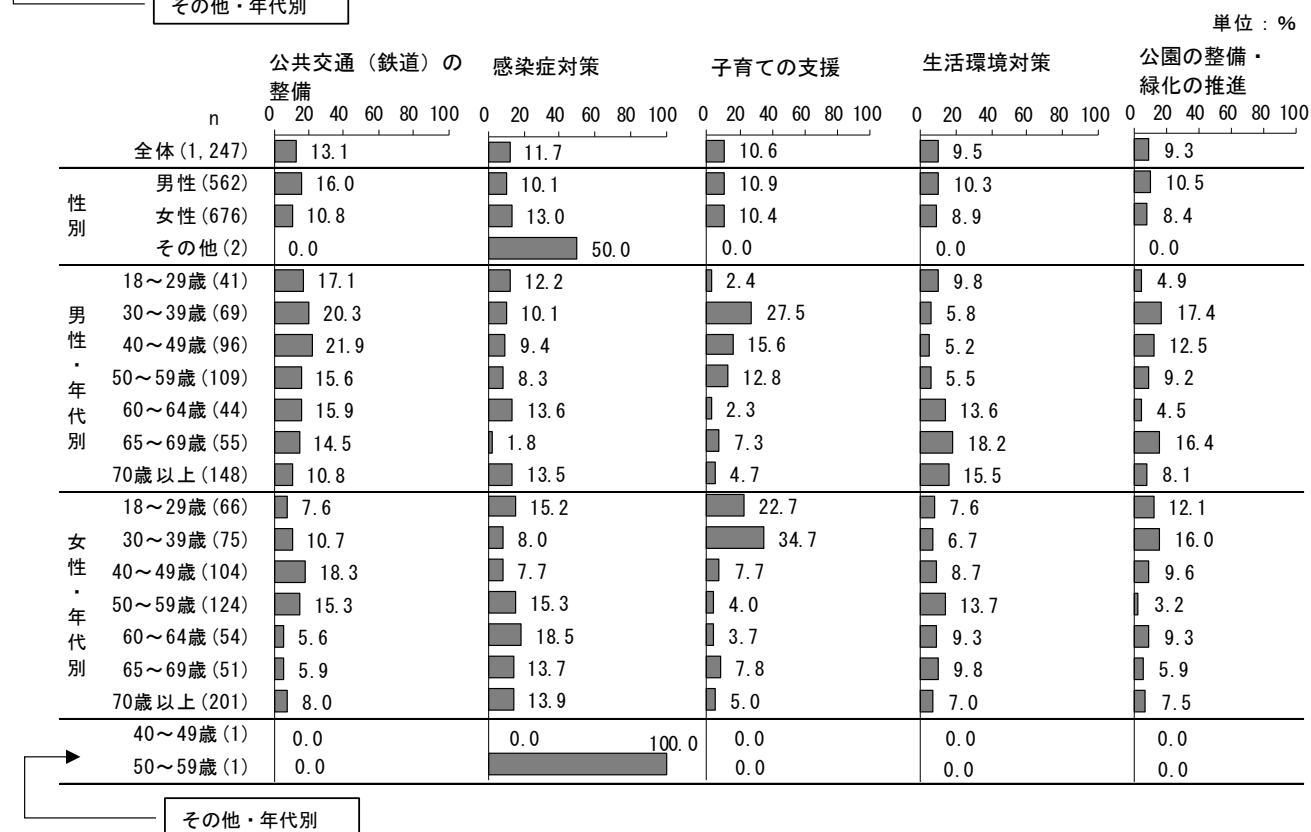 その他・年代別
単位：%
公共交通（鉄道）の
整備
感染症対策
子育ての支援
生活環境対策
公園の整備・
緑化の推進
n
0 20 40 60 80 100 0 20 40 60 80 100 0 20 40 60 80 100 0 20 40 60 80 100 0 20 40 60 80 100
全体(1,247) 13.1 11.7 10.6 9.5 9.3
性別
男性(562) 16.0 10.1 10.9 10.3 10.5
女性(676) 10.8 13.0 10.4 8.9 8.4
その他(2) 0.0 50.0 0.0 0.0 0.0
男性・年代別
18～29歳(41) 17.1 12.2 2.4 9.8 4.9
30～39歳(69) 20.3 10.1 27.5 5.8 17.4
40～49歳(96) 21.9 9.4 15.6 5.2 12.5
50～59歳(109) 15.6 8.3 12.8 5.5 9.2
60～64歳(44) 15.9 13.6 2.3 13.6 4.5
65～69歳(55) 14.5 1.8 7.3 18.2 16.4
70歳以上(148) 10.8 13.5 4.7 15.5 8.1
女性・年代別
18～29歳(66) 7.6 15.2 22.7 7.6 12.1
30～39歳(75) 10.7 8.0 34.7 6.7 16.0
40～49歳(104) 18.3 7.7 7.7 8.7 9.6
50～59歳(124) 15.3 15.3 4.0 13.7 3.2
60～64歳(54) 5.6 18.5 3.7 9.3 9.3
65～69歳(51) 5.9 13.7 7.8 9.8 5.9
70歳以上(201) 8.0 13.9 5.0 7.0 7.5
40～49歳(1) 0.0 0.0 0.0 0.0 0.0
50～59歳(1) 0.0 100.0 0.0 0.0 0.0
その他・年代別